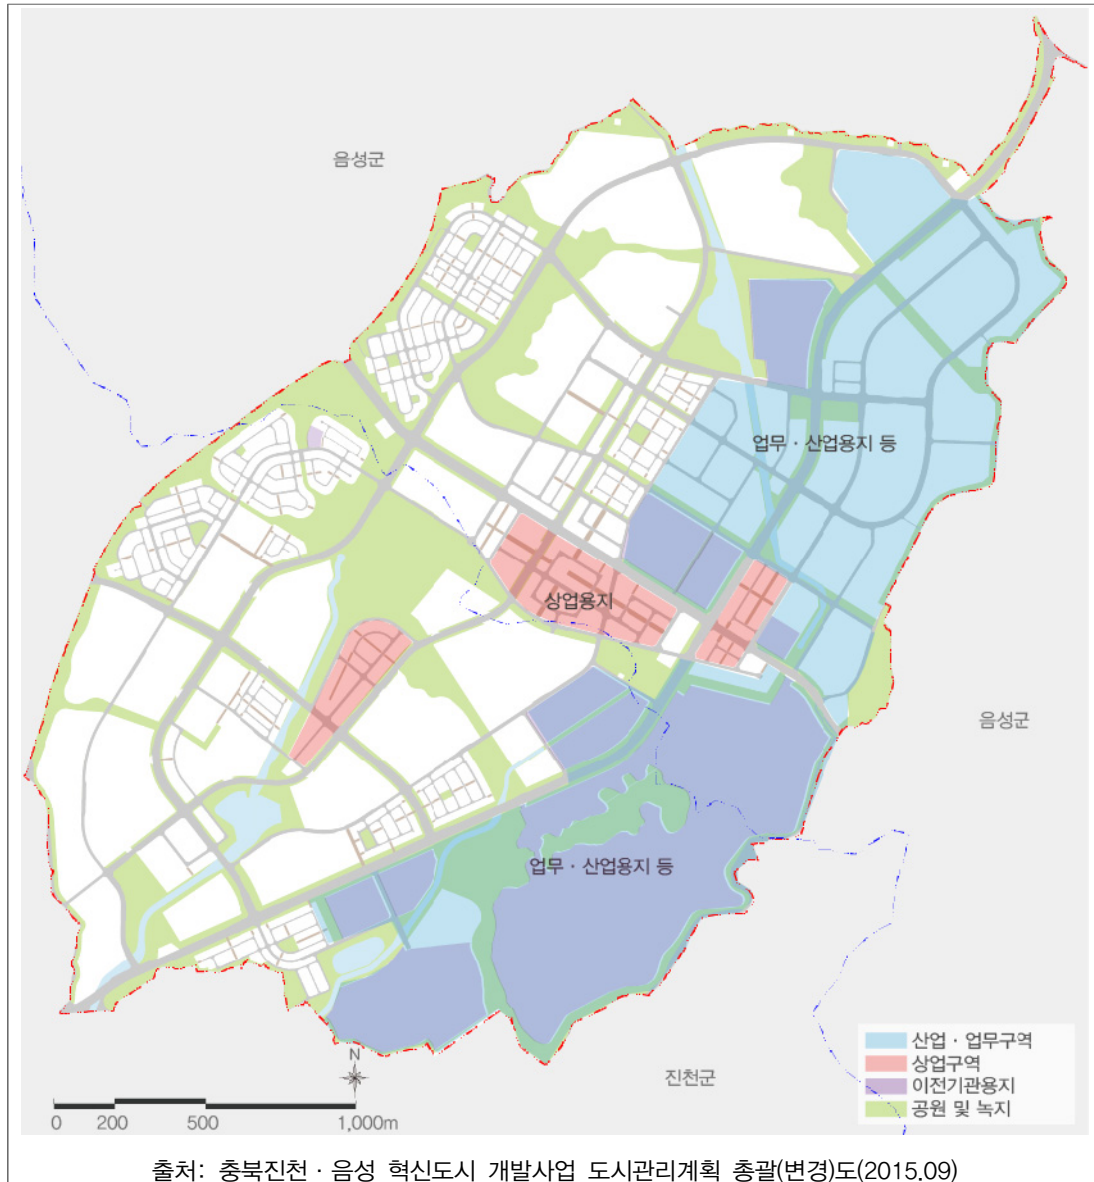 음성군
업무 · 산업용지 등
상업용지
음성군
업무 · 산업용지 등
산업 · 업무구역
상업구역
이전기관용지
공원 및 녹지
N
진천군
0 200 500 1,000m
출처: 충북진천 · 음성 혁신도시 개발사업 도시관리계획 총괄(변경)도(2015.09)